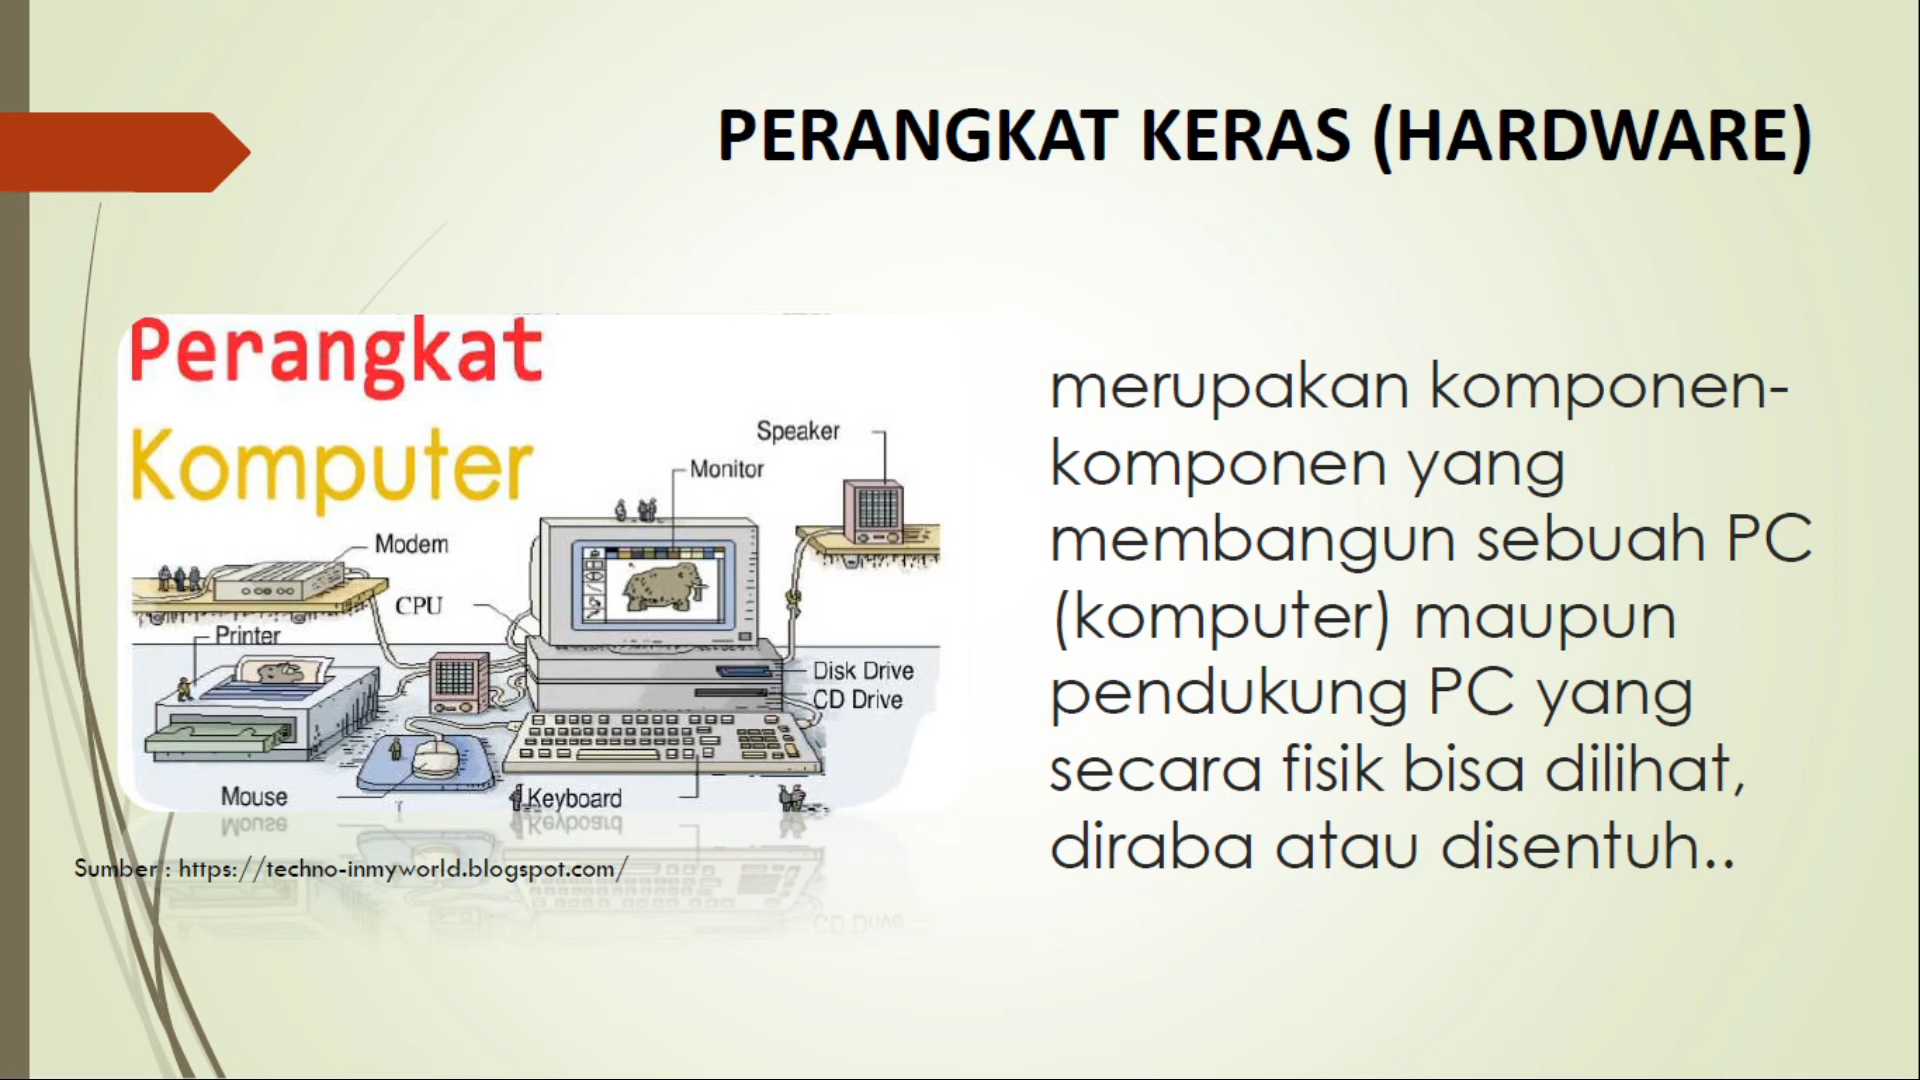 PERANGKAT KERAS (HARDWARE)
Perangkat
Komputer
Speaker
Monitor
Modem
CPU
Printer
Disk Drive
CD Drive
Mouse
Keyboard
Sumber : https://techno-inmyworld.blogspot.com/
merupakan komponen-
komponen yang
membangun sebuah PC
(komputer) maupun
pendukung PC yang
secara fisik bisa dilihat,
diraba atau disentuh..